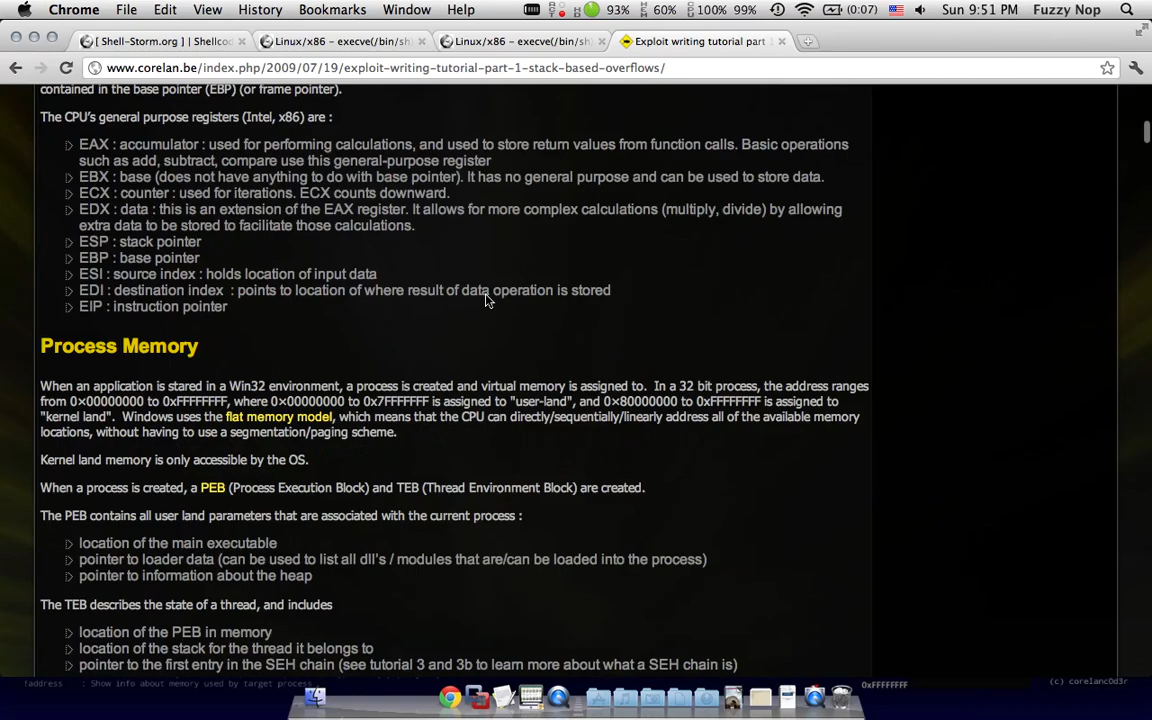 Chrome File Edit View History Bookmarks Window Help 93% 60% 100% 99% (0:07) Sun 9:51 PM Fuzzy Nop
[ Shell-Storm.org ] | Shellcod Linux/x86 - execve(/bin/sh) Linux/x86 - execve(/bin/sh) Exploit writing tutorial part 1
www.corelan.be/index.php/2009/07/19/exploit-writing-tutorial-part-1-stack-based-overflows/
contained in the base pointer (EBP) (or frame pointer).
The CPU's general purpose registers (Intel, x86) are :
EAX : accumulator : used for performing calculations, and used to store return values from function calls. Basic operations
such as add, subtract, compare use this general-purpose register
EBX : base (does not have anything to do with base pointer). It has no general purpose and can be used to store data.
ECX : counter : used for iterations. ECX counts downward.
EDX : data : this is an extension of the EAX register. It allows for more complex calculations (multiply, divide) by allowing
extra data to be stored to facilitate those calculations.
ESP : stack pointer
EBP : base pointer
ESI : source index : holds location of input data
EDI : destination index : points to location of where result of data operation is stored
EIP : instruction pointer
Process Memory
When an application is stared in a Win32 environment, a process is created and virtual memory is assigned to. In a 32 bit process, the address ranges
from 0×00000000 to 0xFFFFFFFF, where 0×00000000 to 0x7FFFFFFF is assigned to "user-land", and 0×80000000 to 0xFFFFFFFF is assigned to
"kernel land". Windows uses the flat memory model, which means that the CPU can directly/sequentially/linearly address all of the available memory
locations, without having to use a segmentation/paging scheme.
Kernel land memory is only accessible by the OS.
When a process is created, a PEB (Process Execution Block) and TEB (Thread Environment Block) are created.
The PEB contains all user land parameters that are associated with the current process :
location of the main executable
pointer to loader data (can be used to list all dll's / modules that are/can be loaded into the process)
pointer to information about the heap
The TEB describes the state of a thread, and includes
location of the PEB in memory
location of the stack for the thread it belongs to
pointer to the first entry in the SEH chain (see tutorial 3 and 3b to learn more about what a SEH chain is)
!address : Show info about memory used by target process 0xFFFFFFFF (c) corelanc0d3r